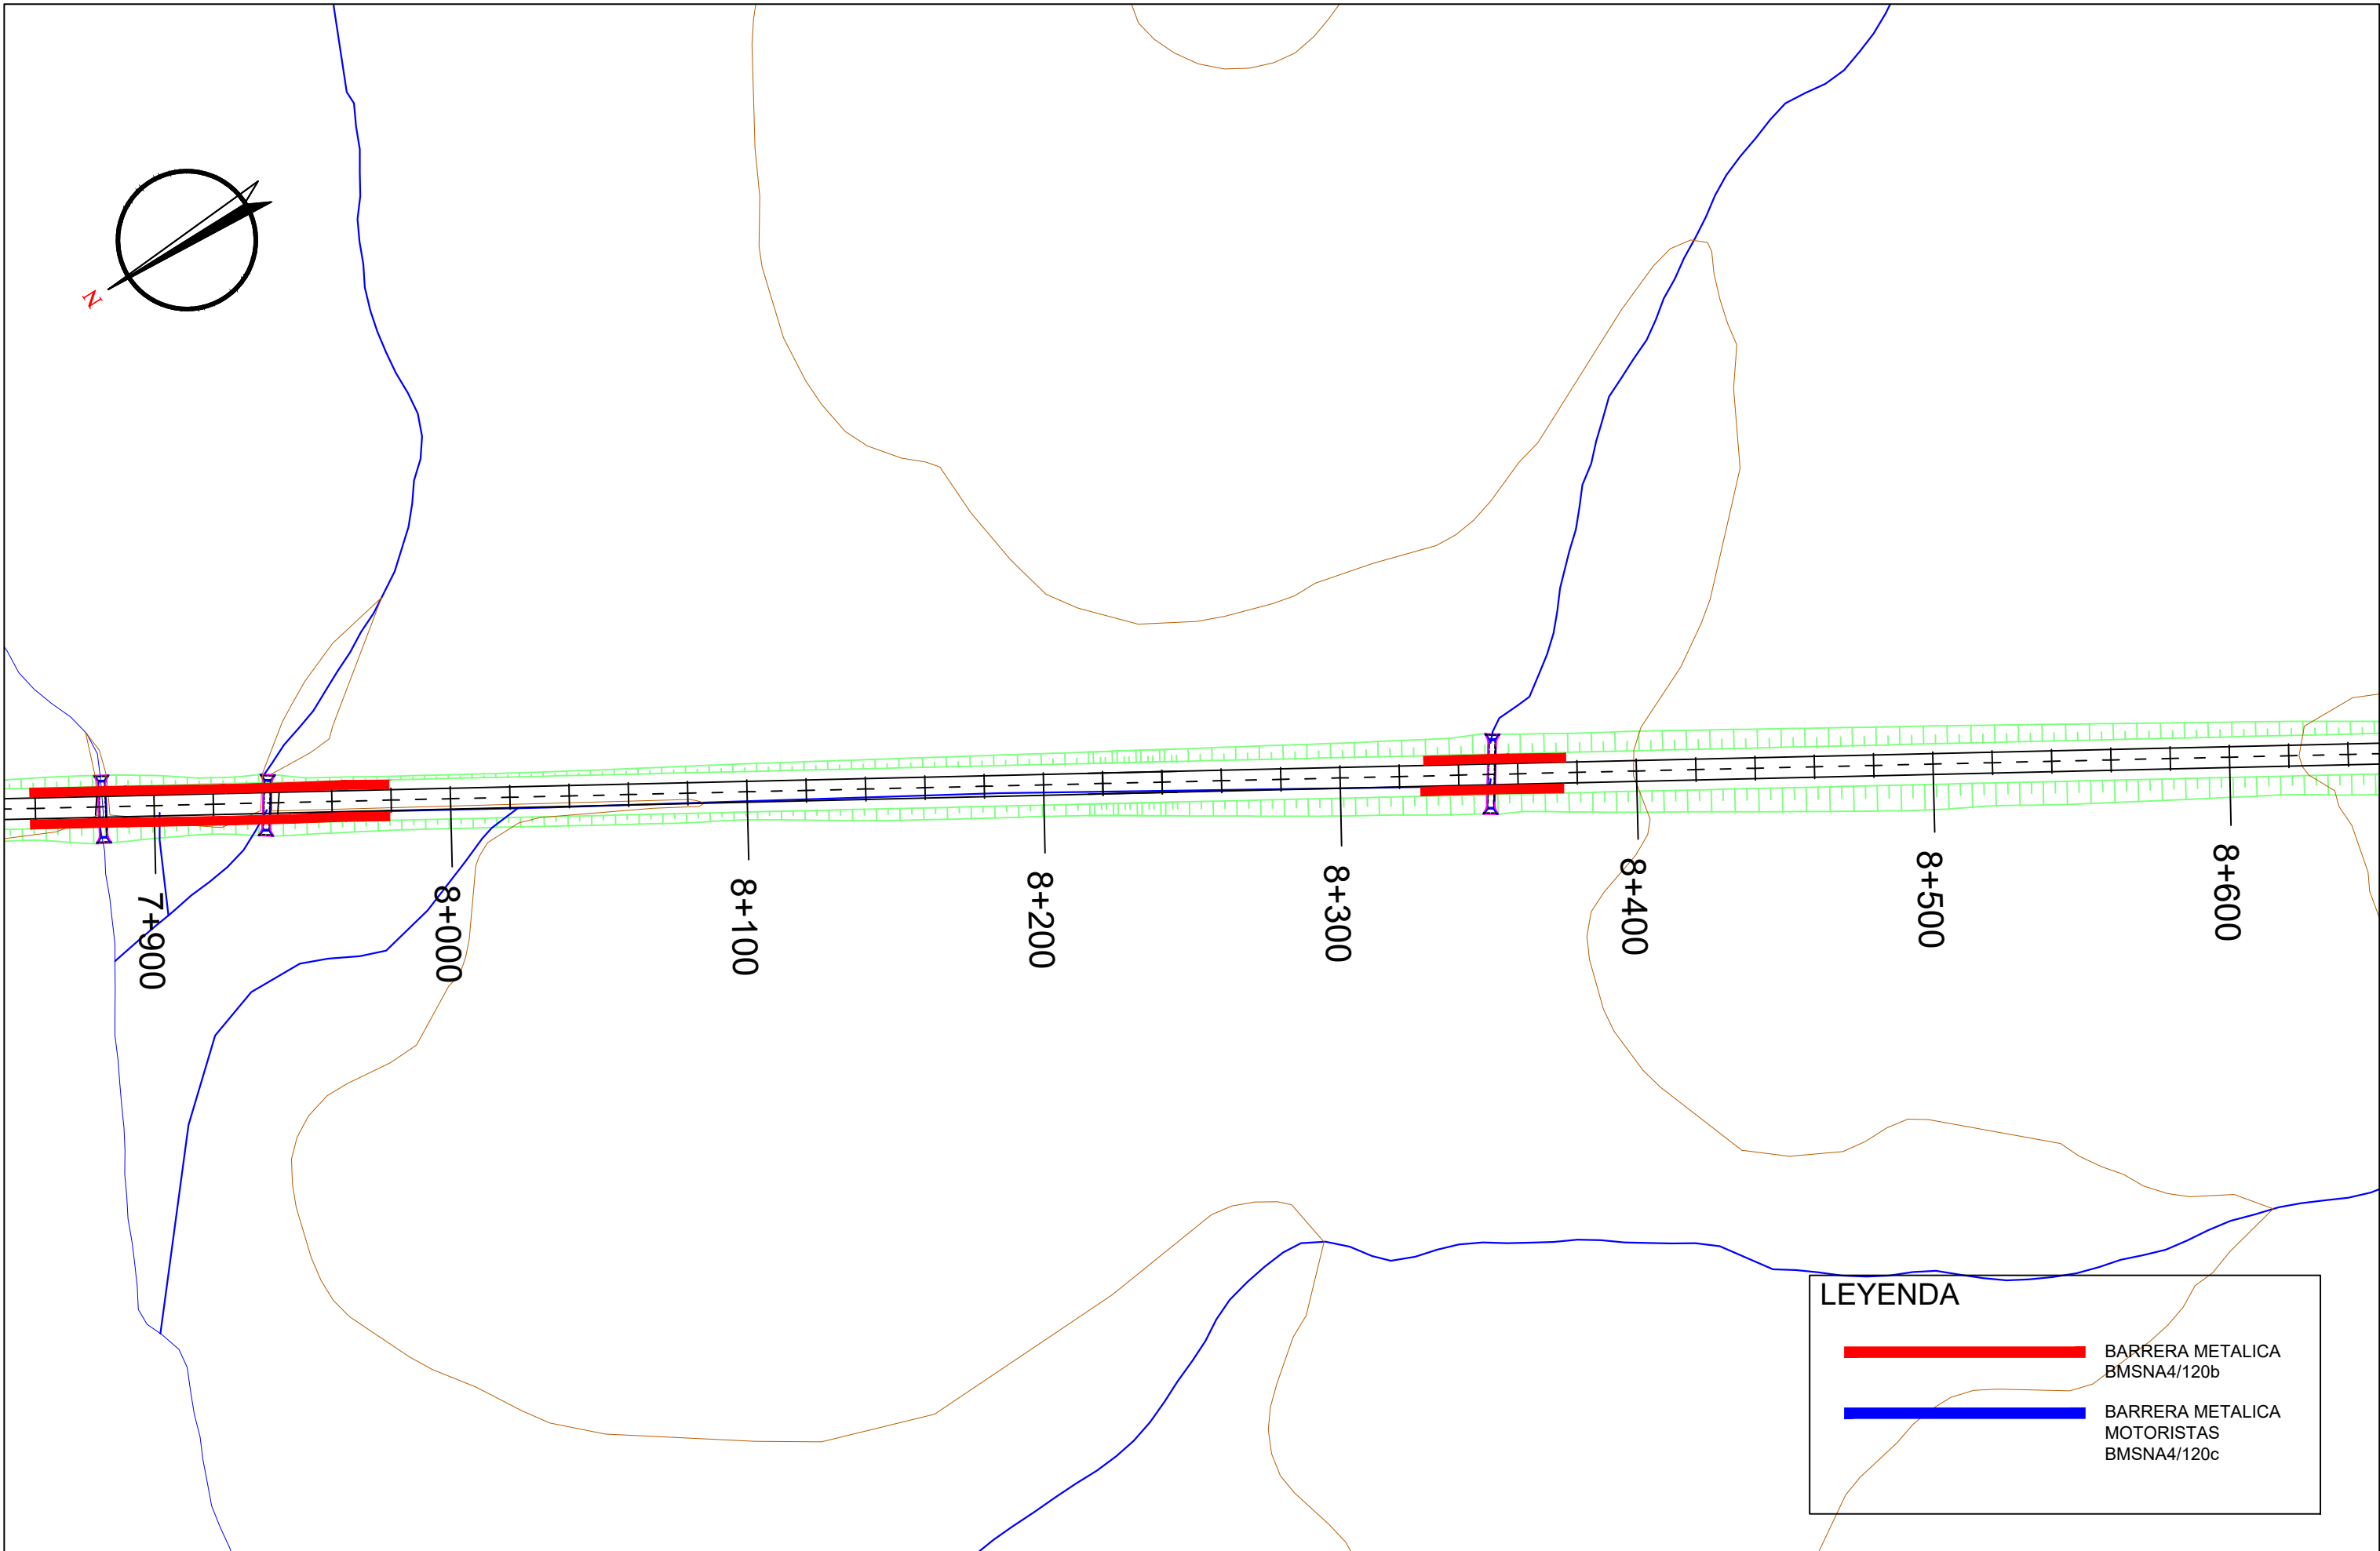 N
7+900
8+000
8+100
8+200
8+300
8+400
8+500
8+600
LEYENDA
BARRERA METALICA
BMSNA4/120b
BARRERA METALICA
MOTORISTAS
BMSNA4/120c